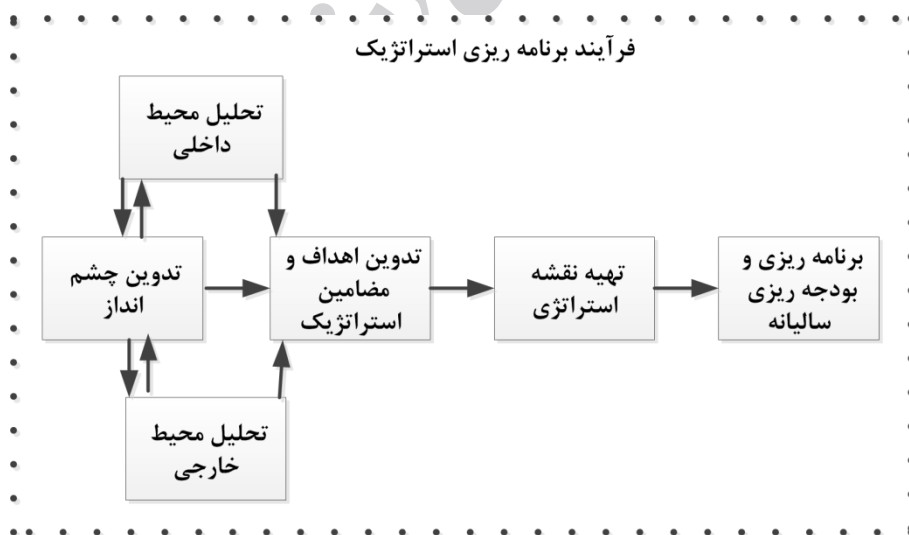 فرآیند برنامه ریزی استراتژیک
تحلیل محیط
داخلی
تدوین چشم
انداز
تدوین اهداف و
مضامین
استراتژیک
تهیه نقشه
استراتژی
برنامه ریزی و
بودجه ریزی
سالیانه
تحلیل محیط
خارجی